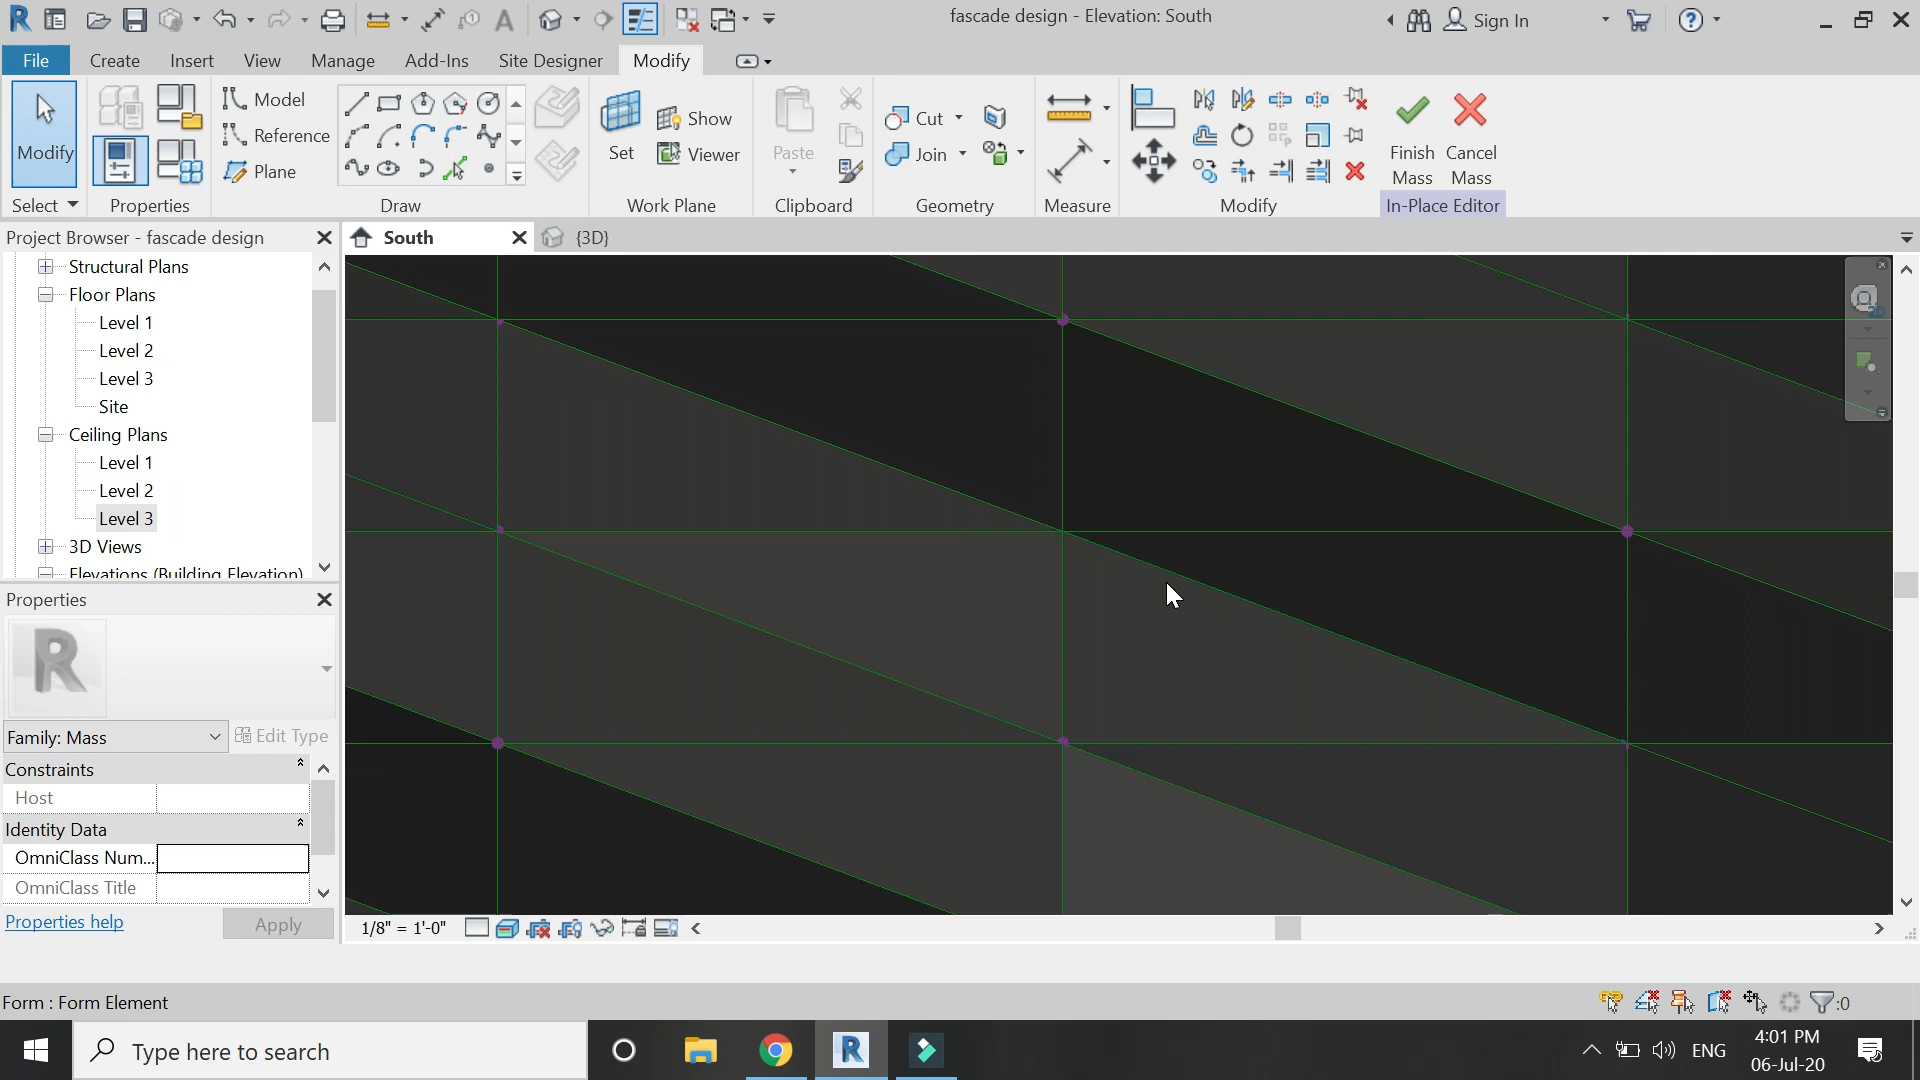 fascade design - Elevation: South
Sign In
File
Create
Insert
View
Manage
Add-Ins
Site Designer
Modify
Modify
Select
Properties
Model
Reference
Plane
Draw
Set
Show
Viewer
Work Plane
Paste
Clipboard
Cut
Join
Geometry
Measure
Modify
Finish Mass
Cancel Mass
In-Place Editor
Project Browser - fascade design
South
{3D}
Structural Plans
Floor Plans
Level 1
Level 2
Level 3
Site
Ceiling Plans
Level 1
Level 2
Level 3
3D Views
Elevations (Building Elevation)
Properties
Family: Mass
Edit Type
Constraints
Host
Identity Data
OmniClass Num...
OmniClass Title
Properties help
Apply
1/8" = 1'-0"
Form : Form Element
:0
Type here to search
ENG
4:01 PM
06-Jul-20